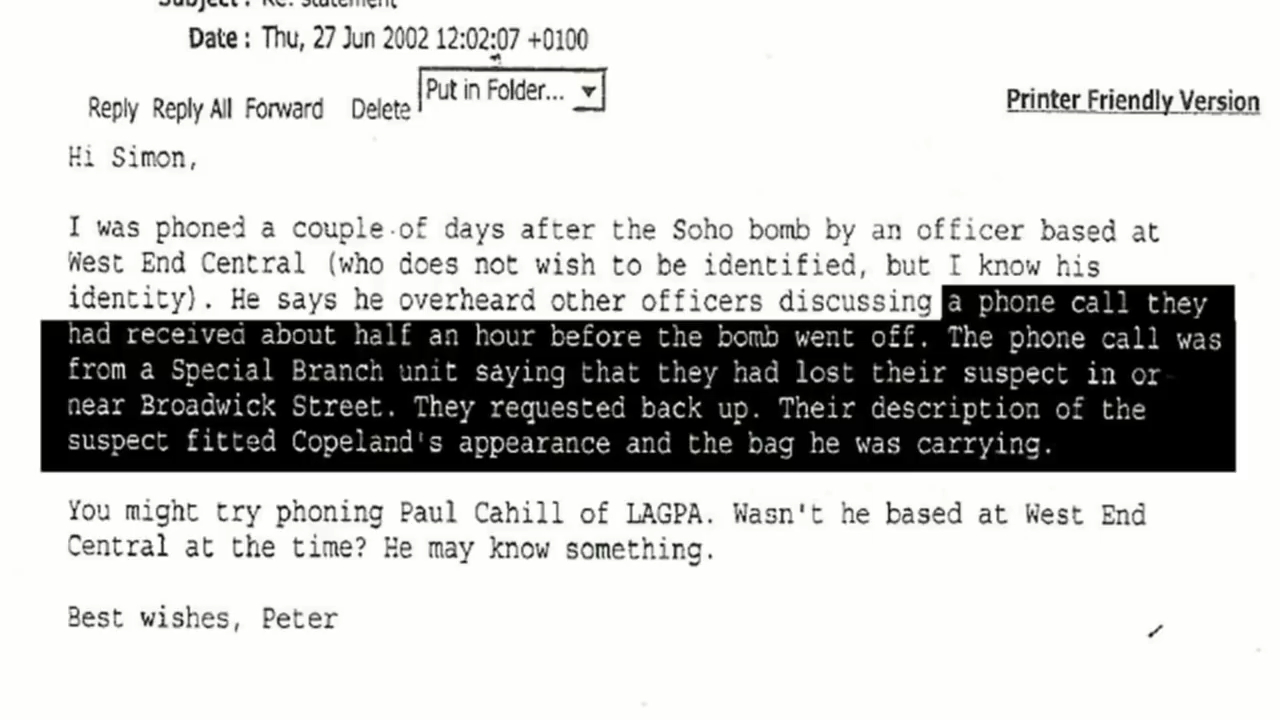 Subject : Re: statement
Date : Thu, 27 Jun 2002 12:02:07 +0100
Reply Reply All Forward Delete Put in Folder...
Printer Friendly Version
Hi Simon,
I was phoned a couple of days after the Soho bomb by an officer based at
West End Central (who does not wish to be identified, but I know his
identity). He says he overheard other officers discussing a phone call they
had received about half an hour before the bomb went off. The phone call was
from a Special Branch unit saying that they had lost their suspect in or
near Broadwick Street. They requested back up. Their description of the
suspect fitted Copeland's appearance and the bag he was carrying.
You might try phoning Paul Cahill of LAGPA. Wasn't he based at West End
Central at the time? He may know something.
Best wishes, Peter